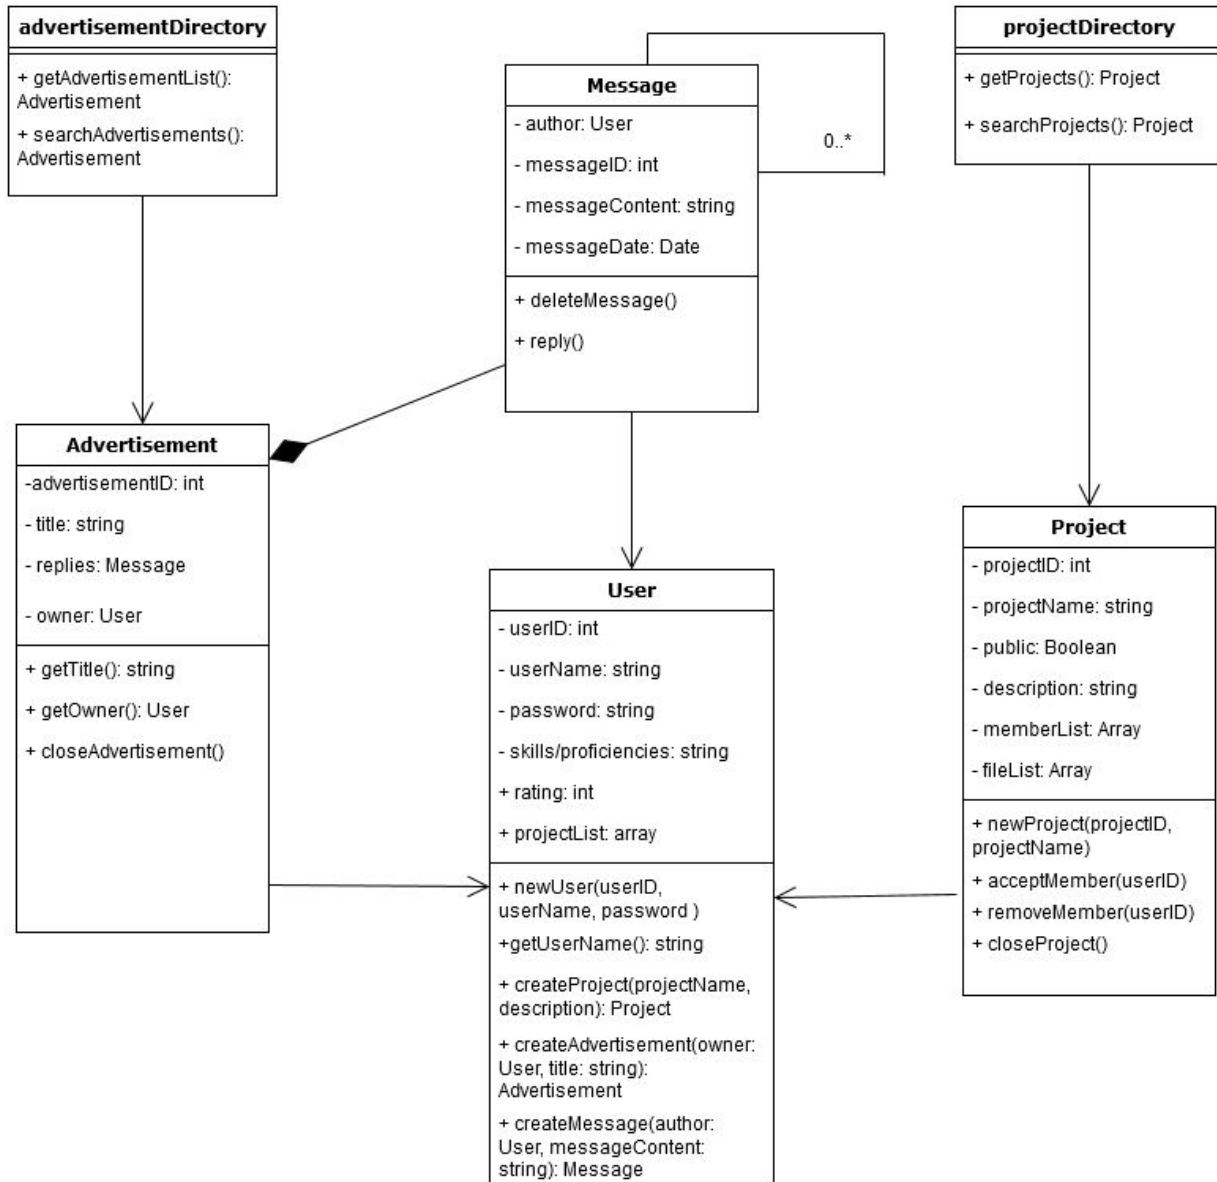 advertisementDirectory
+ getAdvertisementList():
Advertisement
+ searchAdvertisements():
Advertisement
Message
- author: User
- messageID: int
- messageContent: string
- messageDate: Date
+ deleteMessage()
+ reply()
0..*
projectDirectory
+ getProjects(): Project
+ searchProjects(): Project
Advertisement
-advertisementID: int
- title: string
- replies: Message
- owner: User
+ getTitle(): string
+ getOwner(): User
+ closeAdvertisement()
User
- userID: int
- userName: string
- password: string
- skills/proficiencies: string
+ rating: int
+ projectList: array
+ newUser(userID,
userName, password )
+getUserName(): string
+ createProject(projectName,
description): Project
+ createAdvertisement(owner:
User, title: string):
Advertisement
+ createMessage(author:
User, messageContent:
string): Message
Project
- projectID: int
- projectName: string
- public: Boolean
- description: string
- memberList: Array
- fileList: Array
+ newProject(projectID,
projectName)
+ acceptMember(userID)
+ removeMember(userID)
+ closeProject()